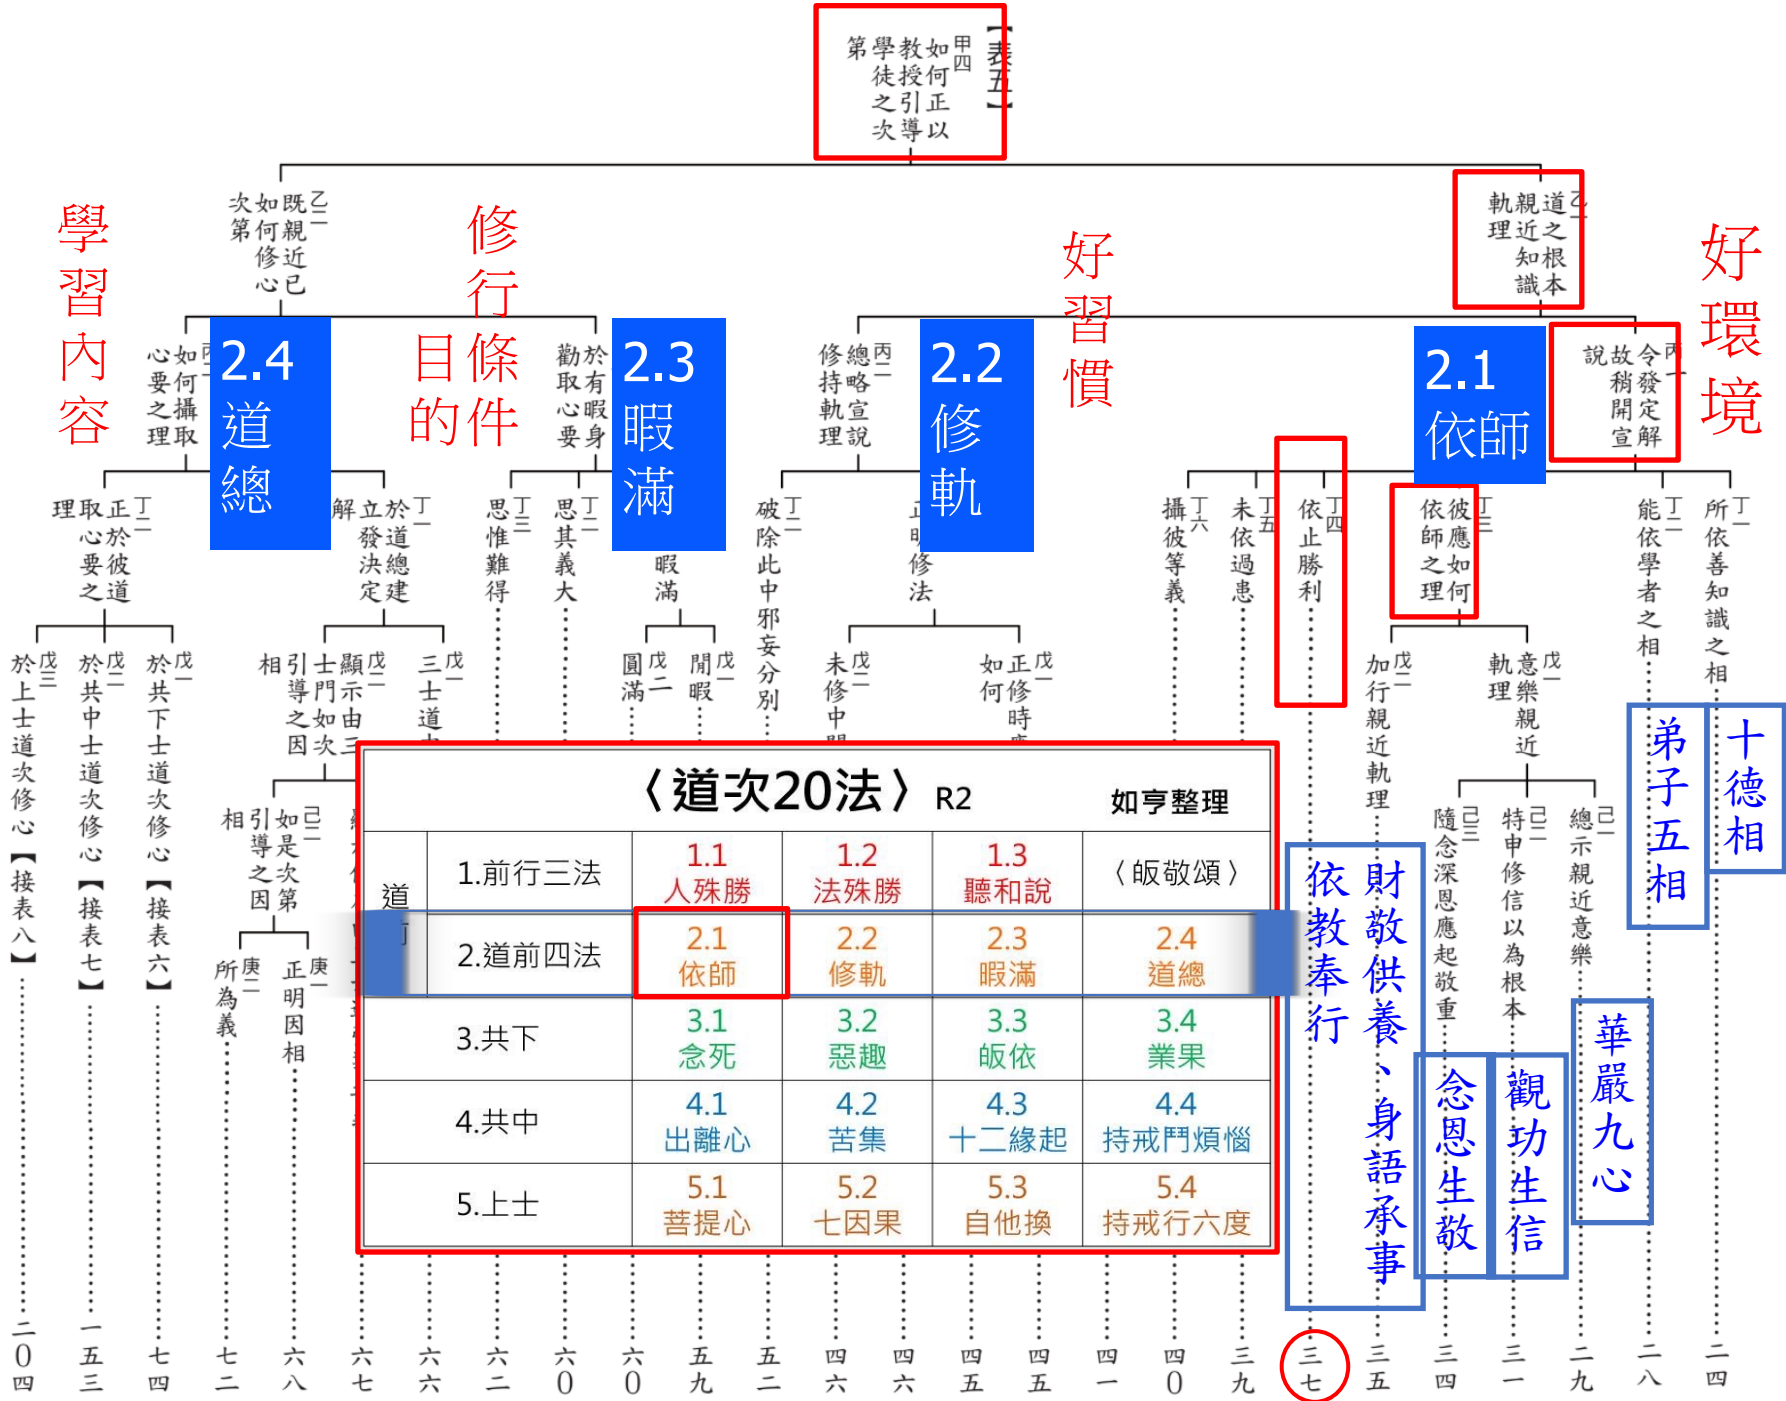 【表五】
甲四
如何正以
教授引導
學徒之次
第
乙一
道之根本
親近知識
軌理
乙二
既親近已
如何修心
次第
好環境
好習慣
修行條件
目的
學習內容
丙一
令發定解
故稍開宣
說
2.1
依師
丙二
總略宣說
修持軌理
2.2
修
軌
於有暇身
勸取心要
2.3
暇
滿
如何攝取
心要之理
2.4
道
總
丁一
所依善知識之相
丁二
能依學者之相
丁三
彼應如何
依師之理
丁四
依止勝利
丁五
未依過患
丁六
攝彼等義
正明修法
丁二
破除此中邪妄分別
暇滿
丁二
思其義大
丁三
思惟難得
丁一
於道總建
立發決定
解
丁二
正於彼道
取心要之
理
戊一
意樂親近
軌理
戊二
加行親近軌理
戊一
正修時應
如何
戊二
未修中間
戊一
閒暇
戊二
圓滿
戊一
三士道
戊二
顯示由三
士門如次
引導之因
相
戊一
於共下士道次修心【接表六】
戊二
於共中士道次修心【接表七】
戊三
於上士道次修心【接表八】
己一
總示親近意樂
己二
特申修信以為根本
己三
隨念深恩應起敬重
己二
如是次第
引導之因
相
庚一
正明因相
庚二
所為義
十德相
弟子五相
華嚴九心
觀功生信
念恩生敬
財敬供養、身語承事
依教奉行
〈道次20法〉 R2 如亨整理
道前
1.前行三法 1.1 人殊勝 1.2 法殊勝 1.3 聽和說 〈皈敬頌〉
2.道前四法 2.1 依師 2.2 修軌 2.3 暇滿 2.4 道總
3.共下 3.1 念死 3.2 惡趣 3.3 皈依 3.4 業果
4.共中 4.1 出離心 4.2 苦集 4.3 十二緣起 4.4 持戒鬥煩惱
5.上士 5.1 菩提心 5.2 七因果 5.3 自他換 5.4 持戒行六度
二四
二八
二九
三一
三四
三五
三七
三九
四0
四一
四五
四五
四六
四六
五二
五九
六0
六0
六二
六六
六七
六八
七二
七四
一五三
二0四